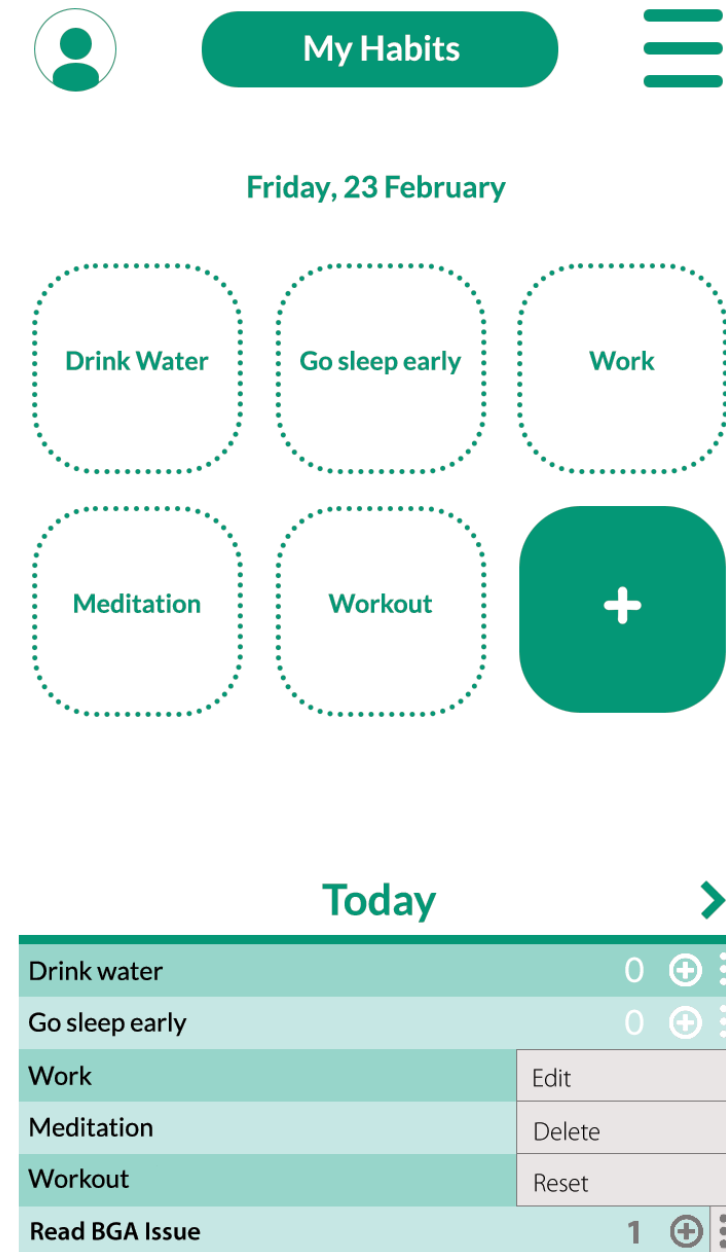 My Habits
Friday, 23 February
Drink Water
Go sleep early
Work
Meditation
Workout
+
Today
Drink water 0
Go sleep early 0
Work Edit
Meditation Delete
Workout Reset
Read BGA Issue 1